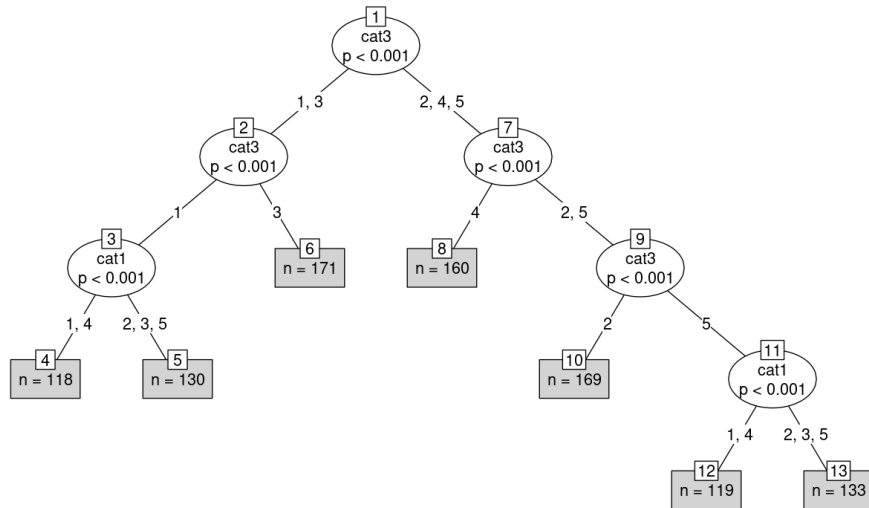 1
cat3
p < 0.001
1, 3
2, 4, 5
2
cat3
p < 0.001
7
cat3
p < 0.001
1
3
4
2, 5
3
cat1
p < 0.001
6
n = 171
8
n = 160
9
cat3
p < 0.001
1, 4
2, 3, 5
2
5
4
n = 118
5
n = 130
10
n = 169
11
cat1
p < 0.001
1, 4
2, 3, 5
12
n = 119
13
n = 133